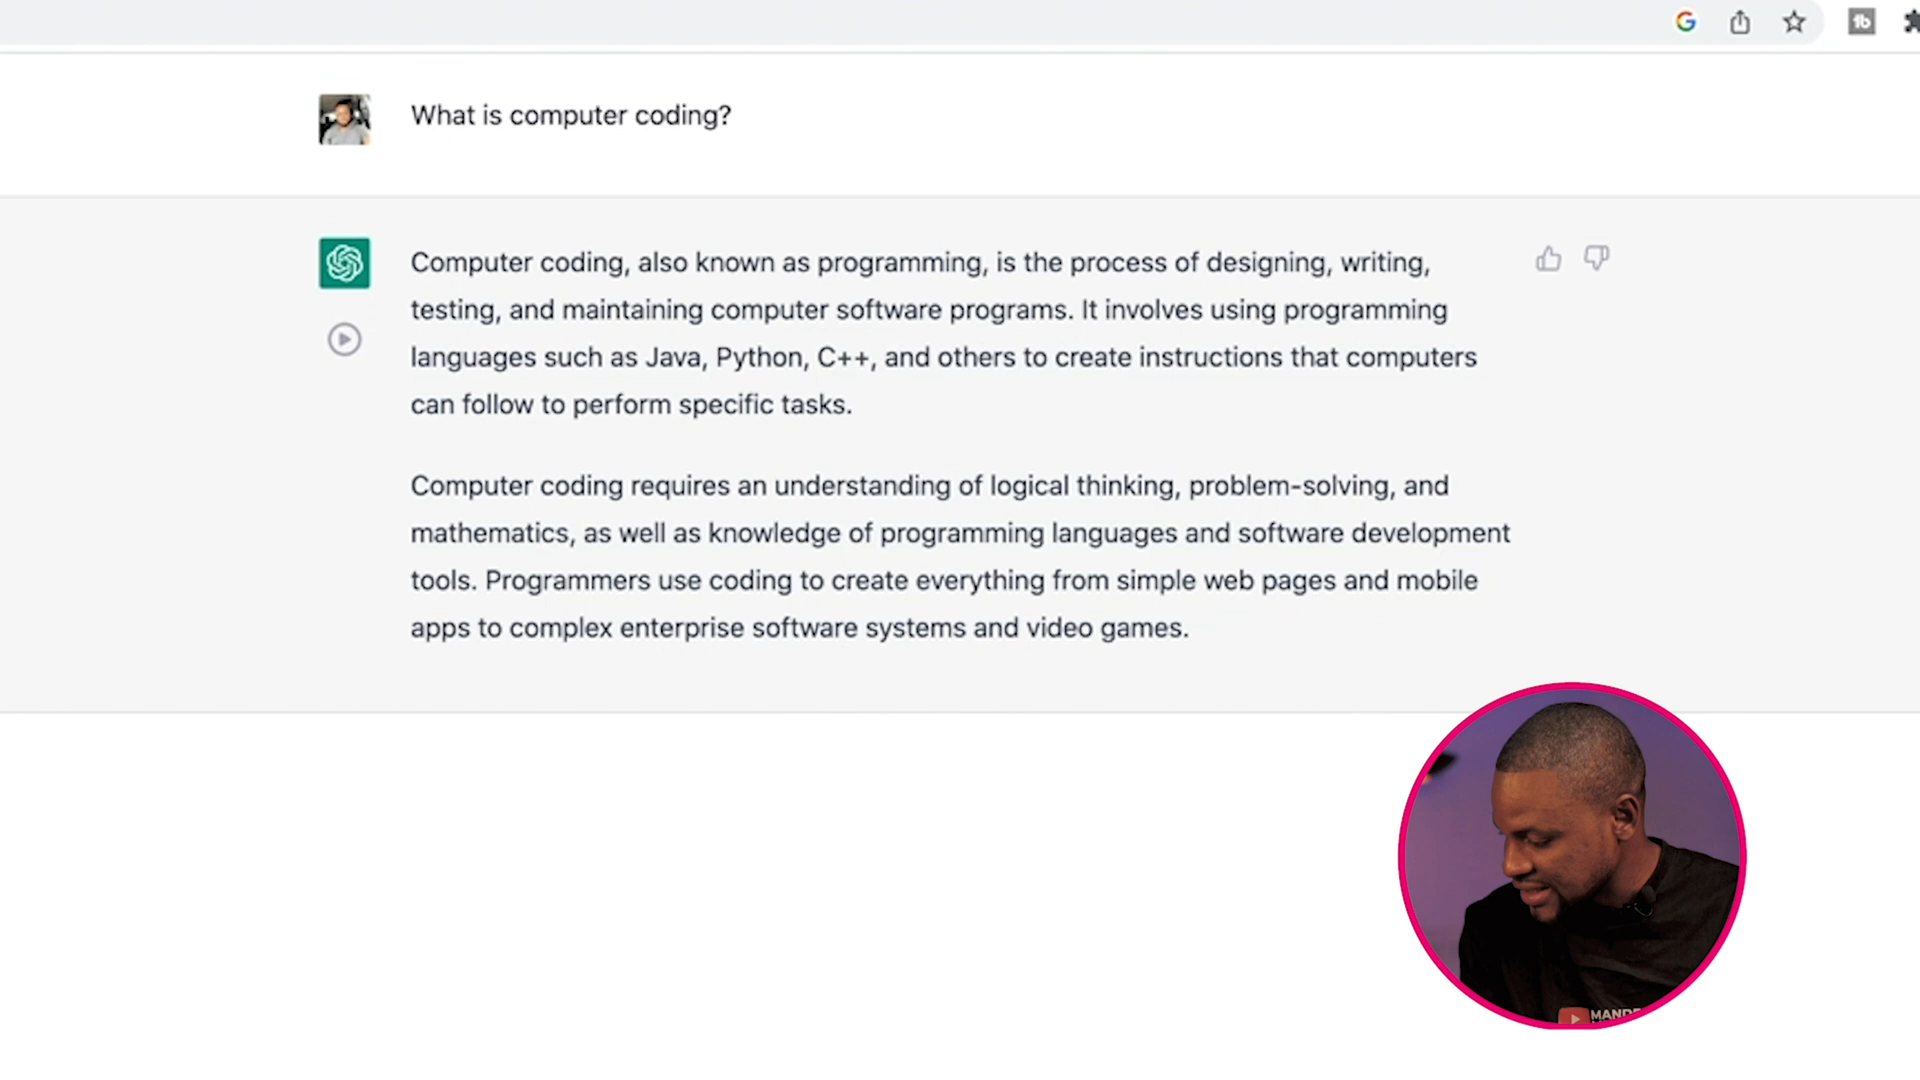 What is computer coding?
Computer coding, also known as programming, is the process of designing, writing,
testing, and maintaining computer software programs. It involves using programming
languages such as Java, Python, C++, and others to create instructions that computers
can follow to perform specific tasks.
Computer coding requires an understanding of logical thinking, problem-solving, and
mathematics, as well as knowledge of programming languages and software development
tools. Programmers use coding to create everything from simple web pages and mobile
apps to complex enterprise software systems and video games.